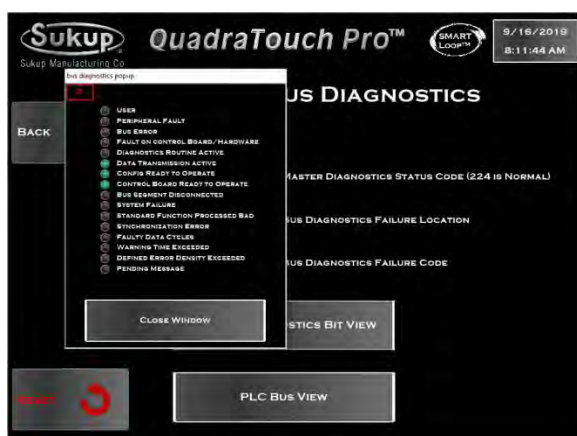 Sukup
Sukup Manufacturing Co
QuadraTouch Pro™
SMART
LOOP™
9/16/2019
8:11:44 AM
bus diagnostics popup
US DIAGNOSTICS
BACK
USER
PERIPHERAL FAULT
BUS ERROR
FAULT ON CONTROL BOARD/HARDWARE
DIAGNOSTICS ROUTINE ACTIVE
DATA TRANSMISSION ACTIVE
CONFIG READY TO OPERATE
CONTROL BOARD READY TO OPERATE
BUS SEGMENT DISCONNECTED
SYSTEM FAILURE
STANDARD FUNCTION PROCESSED BAD
SYNCHRONIZATION ERROR
FAULTY DATA CYCLES
WARNING TIME EXCEEDED
DEFINED ERROR DENSITY EXCEEDED
PENDING MESSAGE
CLOSE WINDOW
MASTER DIAGNOSTICS STATUS CODE (224 IS NORMAL)
BUS DIAGNOSTICS FAILURE LOCATION
BUS DIAGNOSTICS FAILURE CODE
STICS BIT VIEW
PLC BUS VIEW